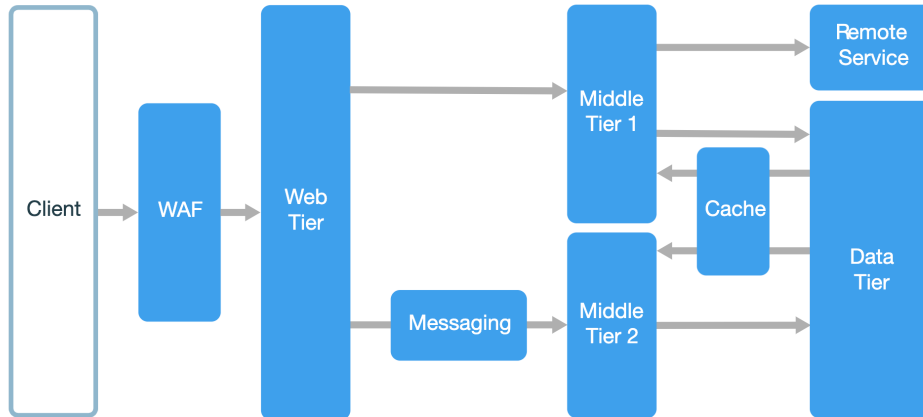 Client
WAF
Web
Tier
Messaging
Middle
Tier 1
Middle
Tier 2
Cache
Remote
Service
Data
Tier